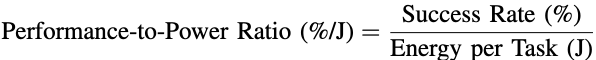 Performance-to-Power Ratio (%/J) = Success Rate (%) / Energy per Task (J)